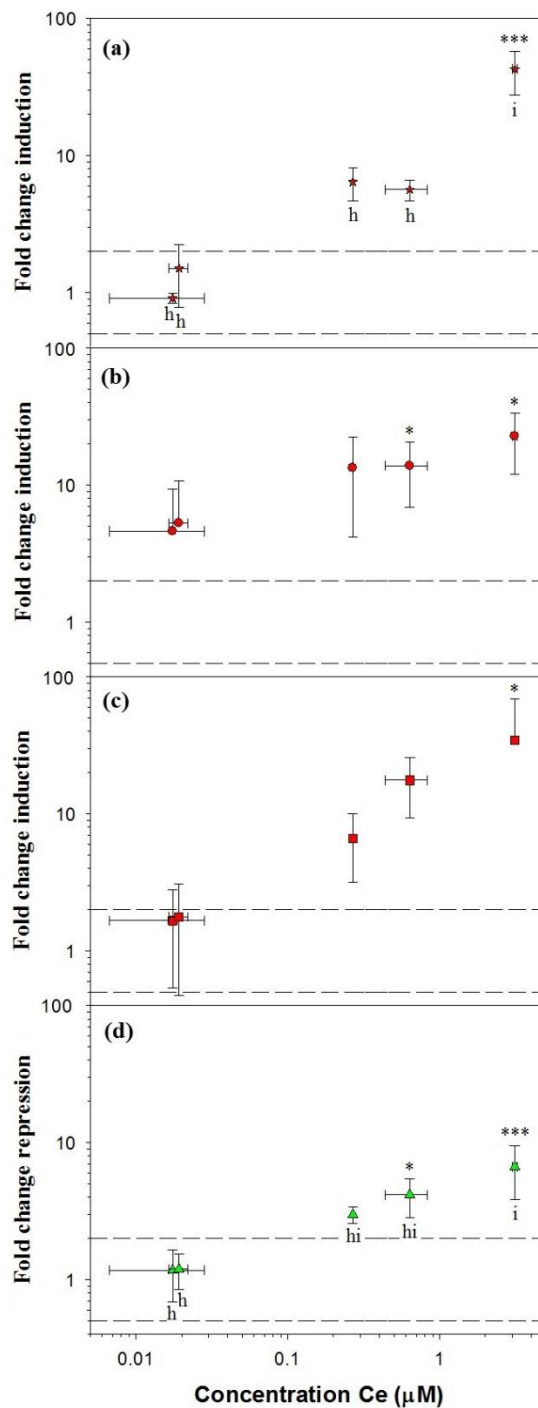 100
(a)
***
i
Fold change induction
10
h
h
1
h
h
100
(b)
*
*
Fold change induction
10
1
100
(c)
*
Fold change induction
10
1
100
(d)
***
*
Fold change repression
10
hi
hi
i
1
h
h
0.01 0.1 1
Concentration Ce (μM)